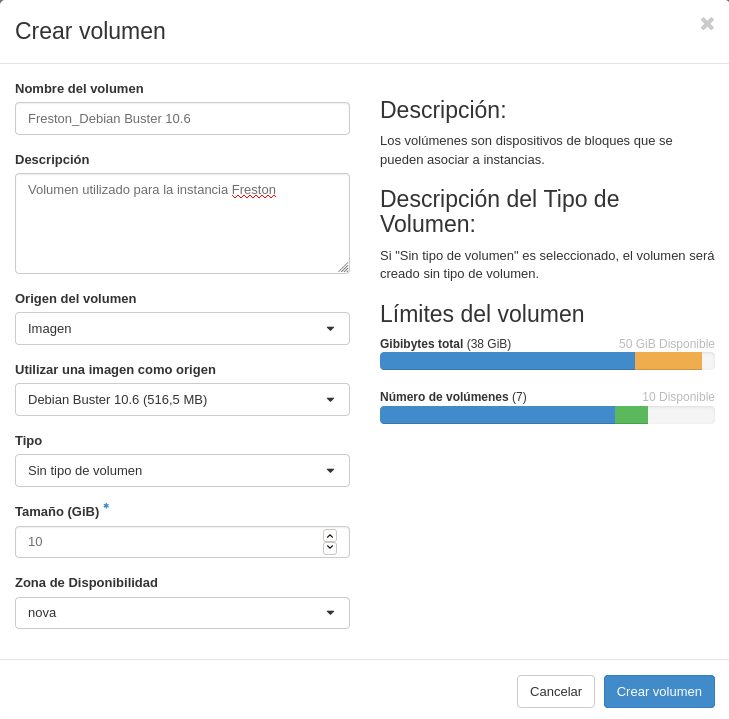 Crear volumen
✖
Nombre del volumen
Freston_Debian Buster 10.6
Descripción
Volumen utilizado para la instancia Freston
Origen del volumen
Imagen
Utilizar una imagen como origen
Debian Buster 10.6 (516,5 MB)
Tipo
Sin tipo de volumen
Tamaño (GiB) *
10
Zona de Disponibilidad
nova
Descripción:
Los volúmenes son dispositivos de bloques que se
pueden asociar a instancias.
Descripción del Tipo de
Volumen:
Si "Sin tipo de volumen" es seleccionado, el volumen será
creado sin tipo de volumen.
Límites del volumen
Gibibytes total (38 GiB) 50 GiB Disponible
Número de volúmenes (7) 10 Disponible
Cancelar Crear volumen